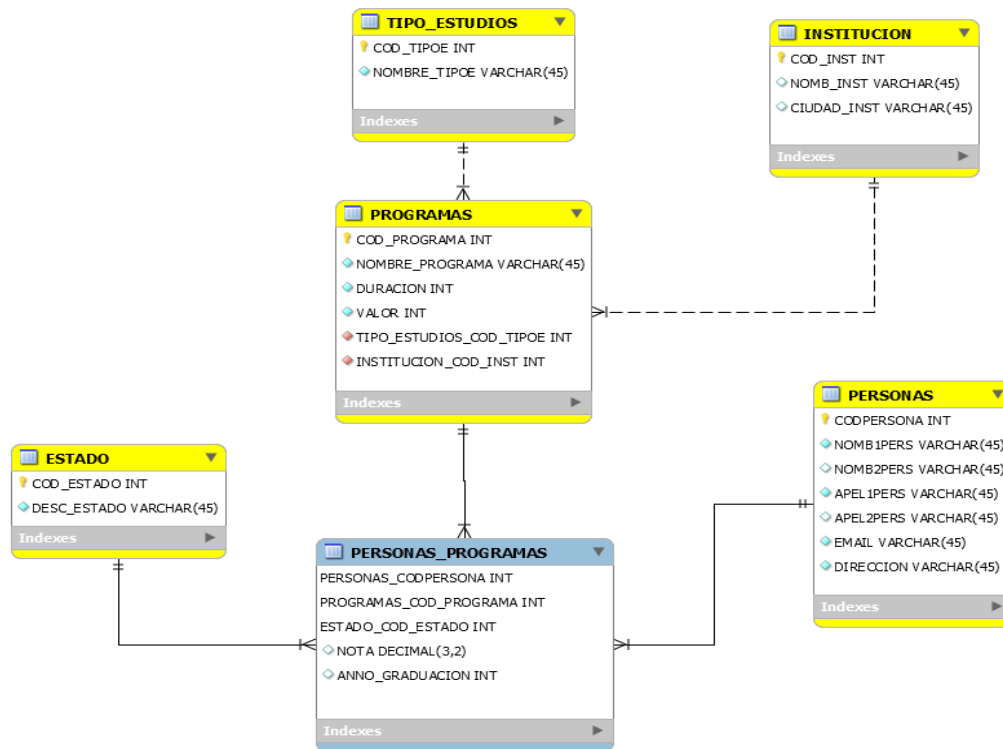 TIPO_ESTUDIOS
COD_TIPOE INT
NOMBRE_TIPOE VARCHAR(45)
Indexes
INSTITUCION
COD_INST INT
NOMB_INST VARCHAR(45)
CIUDAD_INST VARCHAR(45)
Indexes
PROGRAMAS
COD_PROGRAMA INT
NOMBRE_PROGRAMA VARCHAR(45)
DURACION INT
VALOR INT
TIPO_ESTUDIOS_COD_TIPOE INT
INSTITUCION_COD_INST INT
Indexes
PERSONAS
CODPERSONA INT
NOMB1PERS VARCHAR(45)
NOMB2PERS VARCHAR(45)
APEL1PERS VARCHAR(45)
APEL2PERS VARCHAR(45)
EMAIL VARCHAR(45)
DIRECCION VARCHAR(45)
Indexes
ESTADO
COD_ESTADO INT
DESC_ESTADO VARCHAR(45)
Indexes
PERSONAS_PROGRAMAS
PERSONAS_CODPERSONA INT
PROGRAMAS_COD_PROGRAMA INT
ESTADO_COD_ESTADO INT
NOTA DECIMAL(3,2)
ANNO_GRADUACION INT
Indexes